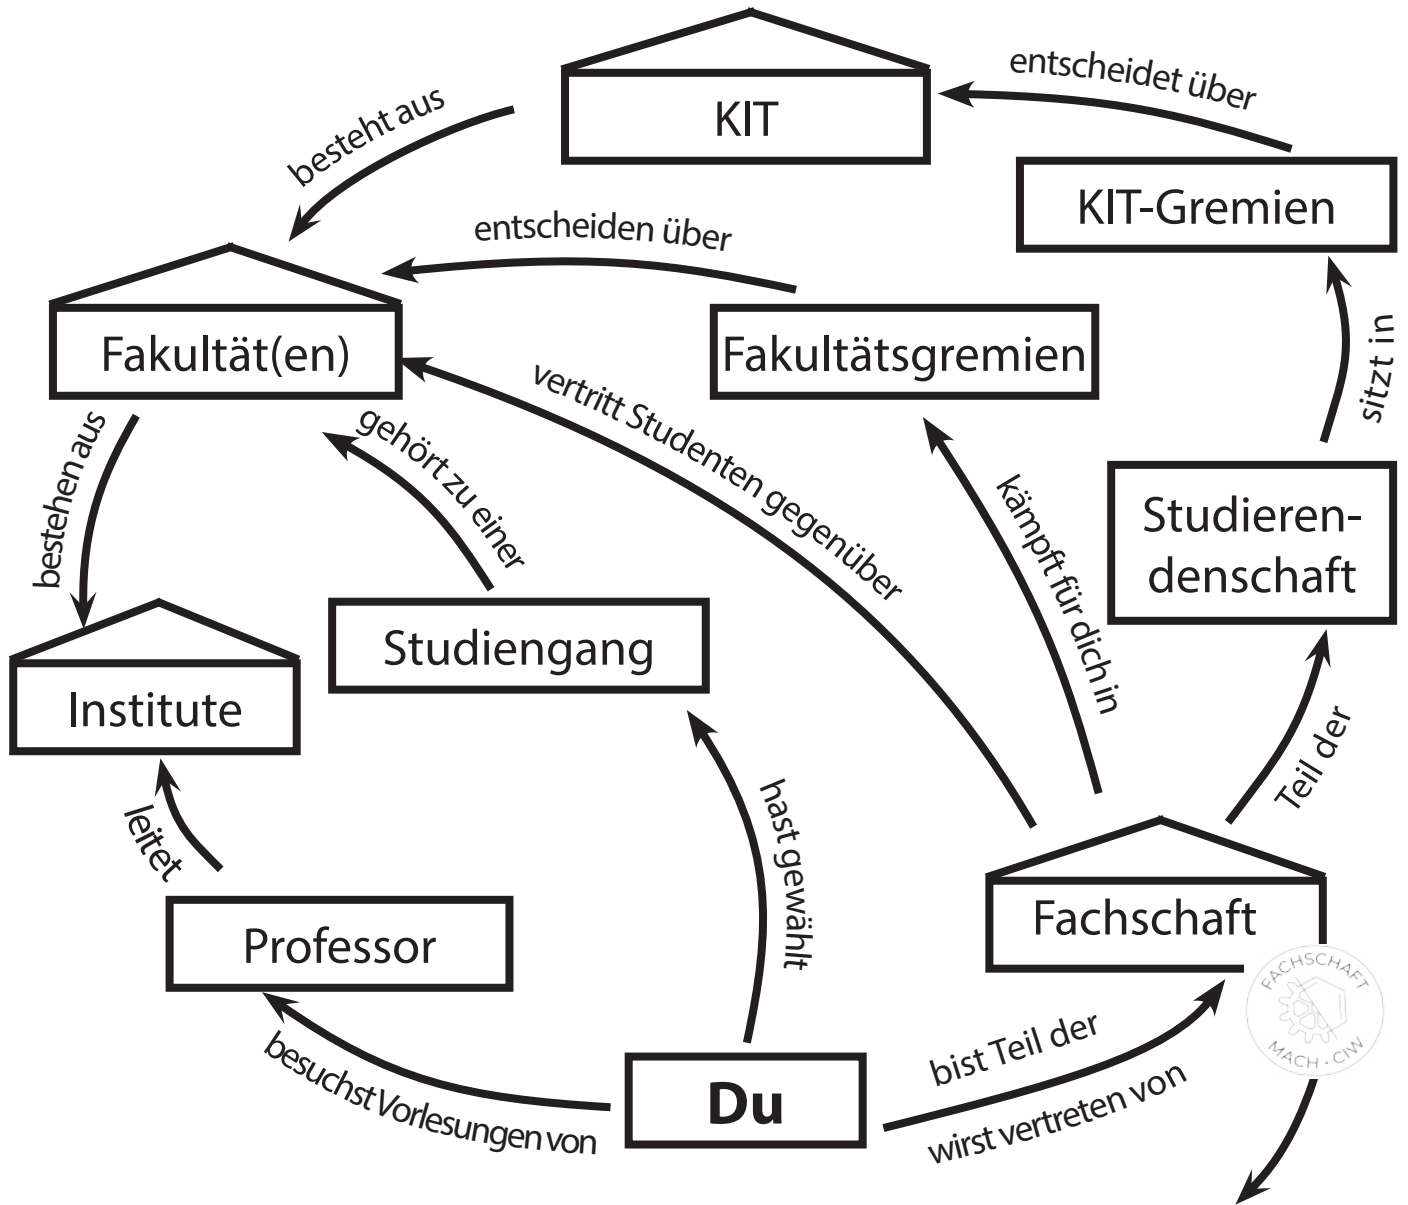 KIT
entscheidet über
besteht aus
KIT-Gremien
entscheiden über
Fakultät(en)
Fakultätsgremien
sitzt in
vertritt Studenten gegenüber
gehört zu einer
bestehen aus
kämpft für dich in
Studieren-
denschaft
Studiengang
Institute
Teil der
leitet
hast gewählt
Professor
Fachschaft
FACHSCHAFT
MACH · CIW
besuchst Vorlesungen von
Du
bist Teil der
wirst vertreten von